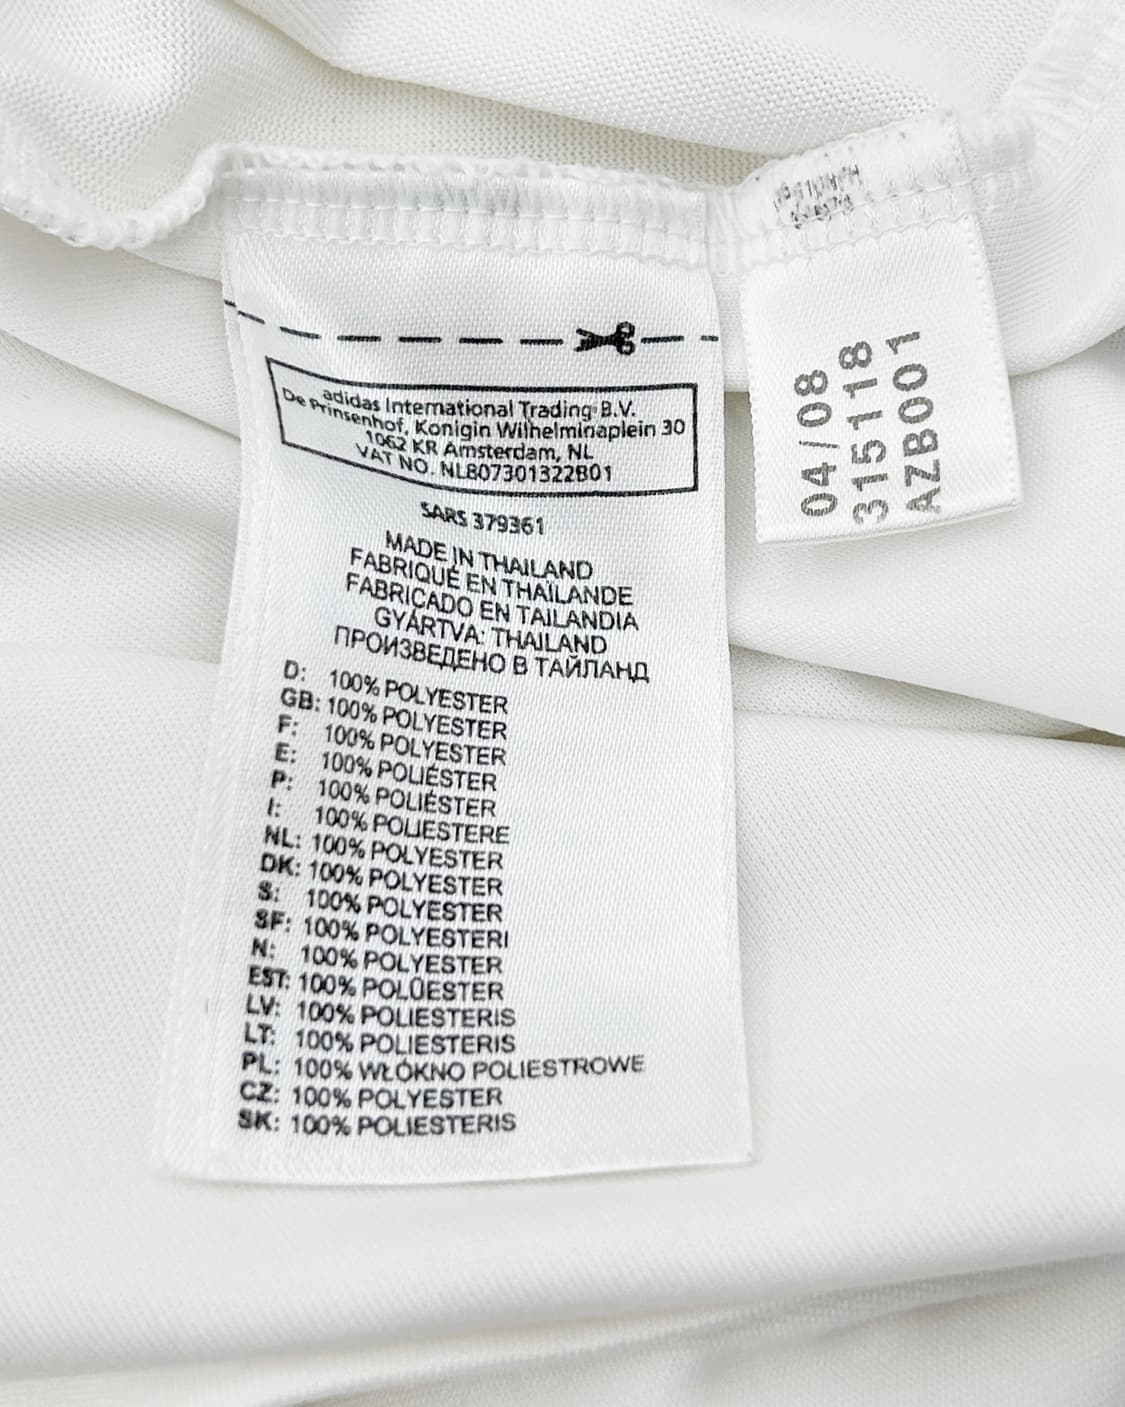 adidas International Trading B.V.
De Prinsenhof, Konigin Wilhelminaplein 30
1062 KR Amsterdam, NL
VAT NO. NL807301322B01
SARS 379361
MADE IN THAILAND
FABRIQUÉ EN THAÏLANDE
FABRICADO EN TAILANDIA
GYÁRTVA: THAILAND
ПРОИЗВЕДЕНО В ТАЙЛАНД
D: 100% POLYESTER
GB: 100% POLYESTER
F: 100% POLYESTER
E: 100% POLIÉSTER
P: 100% POLIÉSTER
I: 100% POLIESTERE
NL: 100% POLYESTER
DK: 100% POLYESTER
S: 100% POLYESTER
SF: 100% POLYESTERI
N: 100% POLYESTER
EST: 100% POLÜESTER
LV: 100% POLIESTERIS
LT: 100% POLIESTERIS
PL: 100% WŁÓKNO POLIESTROWE
CZ: 100% POLYESTER
SK: 100% POLIESTERIS
04/08
315118
AZB001